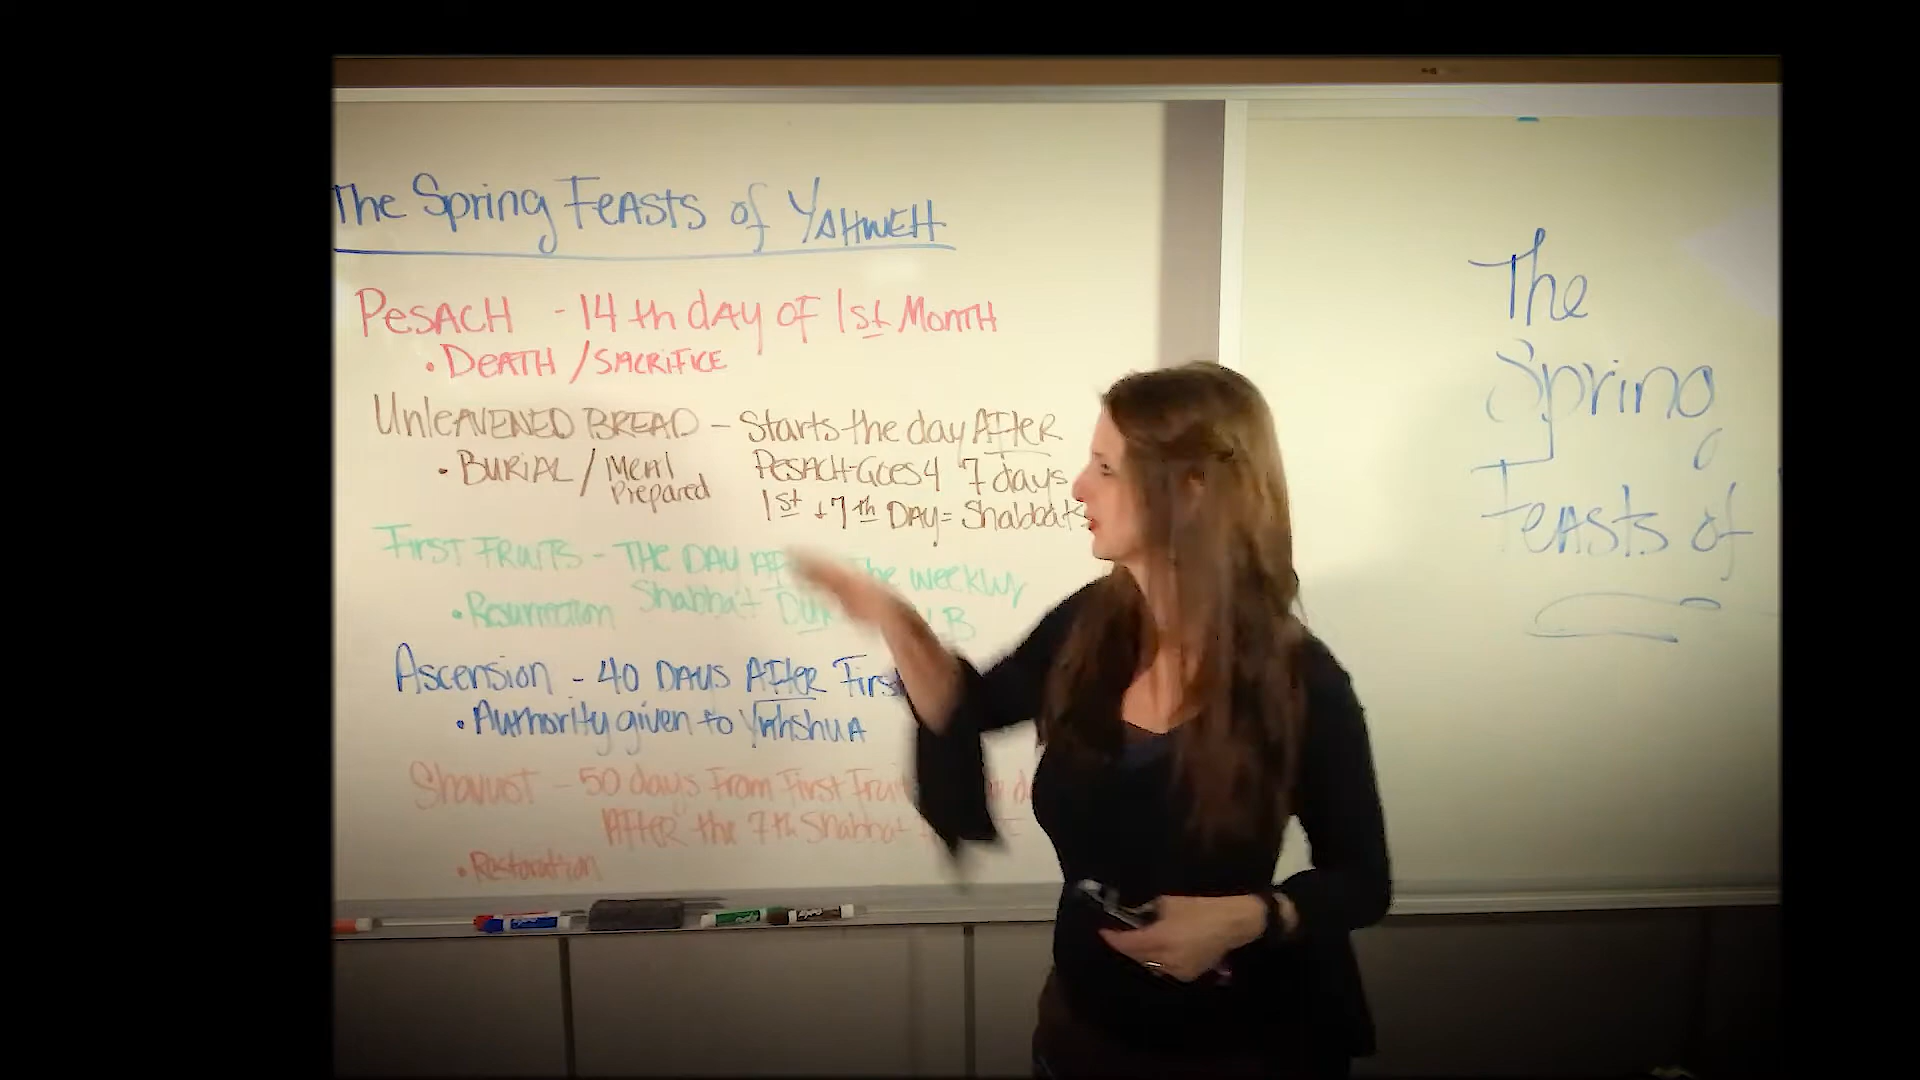 The Spring Feasts of YAHWEH
PESACH - 14th DAY OF 1st MONTH
• DEATH / SACRIFICE
UNLEAVENED BREAD - Starts the day AFter
• BURIAL / Meal Prepared
PESACH-Goes 4 7 days
1st + 7th DAY = Shabbats
First FRUITS - THE DAY The weekly
• Resurrection Shabbat B
Ascension - 40 DAYS AFter First
• Authority given to Yahshua
Shavuot - 50 days From First Fruit
AFter the 7th Shabbat
• Restoration
The
Spring
Feasts of